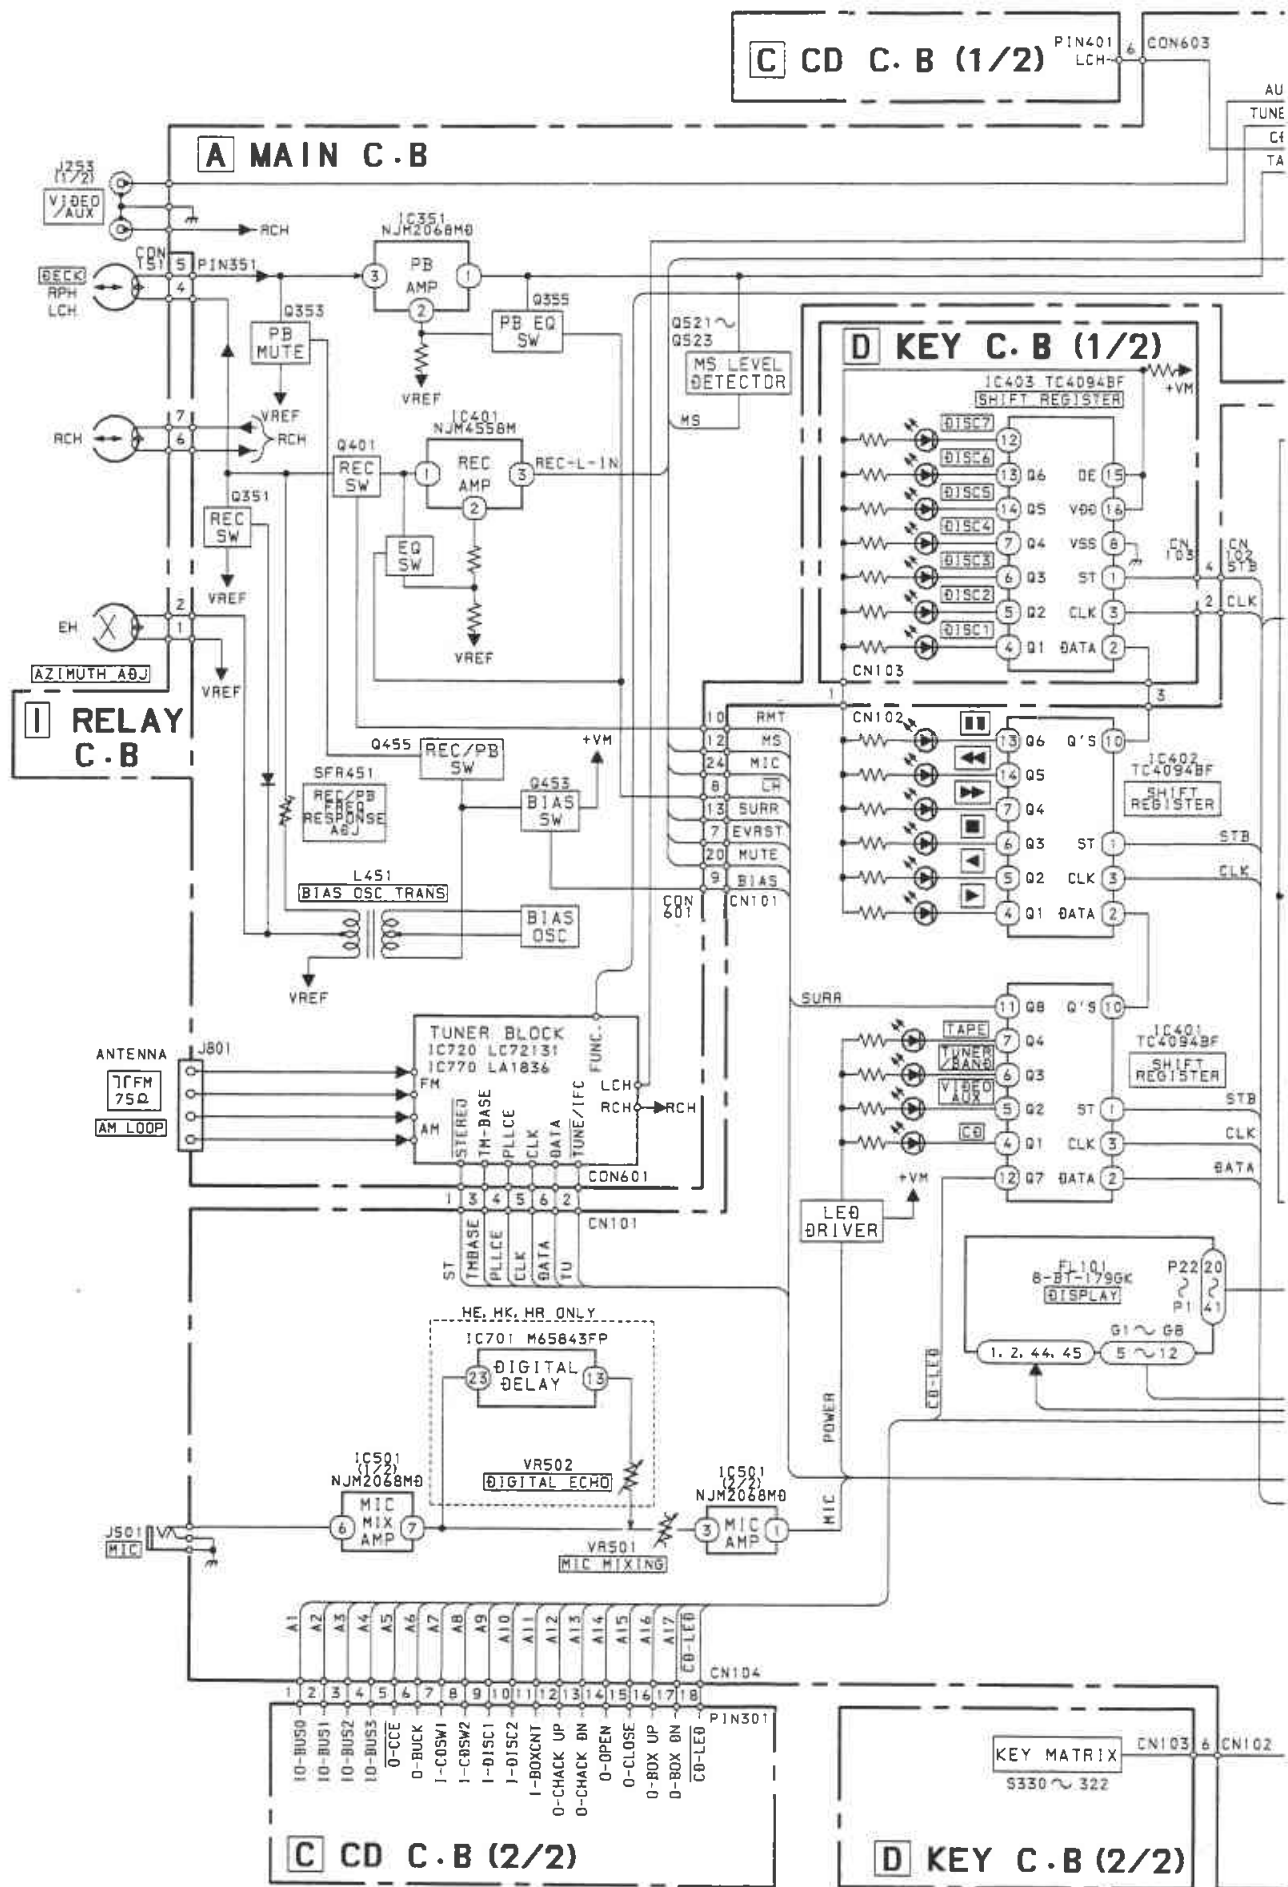 C CD C.B (1/2)
PIN401
LCH
6
CON603
AU
TUNE
TA
A MAIN C.B
J253
(1/2)
VIDEO
/AUX
RCH
CON
151
5
PIN351
4
DECK
RPH
LCH
IC351
NJM2068MD
3
PB
AMP
1
2
Q353
PB
MUTE
VREF
Q355
PB EQ
SW
VREF
Q521~
Q523
MS LEVEL
DETECTOR
MS
RCH
7
6
RCH
Q401
REC
SW
IC401
NJM4558M
1
REC
AMP
3
2
REC-L-IN
Q351
REC
SW
VREF
EQ
SW
VREF
EH
2
1
VREF
AZIMUTH ADJ
I RELAY
C.B
D KEY C.B (1/2)
+VM
IC403 TC4094BF
SHIFT REGISTER
DISC7
12
DISC6
13 Q6
OE 15
DISC5
14 Q5
VDD 16
DISC4
7 Q4
VSS 8
DISC3
6 Q3
ST 1
DISC2
5 Q2
CLK 3
DISC1
4 Q1
DATA 2
CN
103
CN
102
4 STB
2 CLK
CN103
1
3
CN102
10 RMT
12 MS
24 MIC
8 LH
13 SURR
7 EVRST
20 MUTE
9 BIAS
CON
601
CN101
Q455
REC/PB
SW
+VM
Q453
BIAS
SW
SFR451
REC/PB
FREQ
RESPONSE
ADJ
L451
BIAS OSC TRANS
BIAS
OSC
VREF
13 Q6
Q'S 10
14 Q5
7 Q4
6 Q3
ST 1
5 Q2
CLK 3
4 Q1
DATA 2
IC402
TC4094BF
SHIFT
REGISTER
STB
CLK
SURR
11 Q8
Q'S 10
TAPE
7 Q4
TUNER
/BAND
6 Q3
VIDEO
AUX
5 Q2
ST 1
CD
4 Q1
CLK 3
12 Q7
DATA 2
IC401
TC4094BF
SHIFT
REGISTER
STB
CLK
DATA
+VM
LED
DRIVER
ANTENNA
FM
75Ω
AM LOOP
J801
TUNER BLOCK
IC720 LC72131
IC770 LA1836
FUNC.
FM
AM
LCH
RCH
RCH
STEREO
TM-BASE
PLLCE
CLK
DATA
TUNE/IFC
CON601
1 3 4 5 6 2
CN101
ST
TMBASE
PLLCE
CLK
DATA
TU
FL101
8-BT-179GK
DISPLAY
P22
~
P1
20
~
41
G1~G8
1. 2. 44. 45
5~12
HE, HK, HR ONLY
IC701 M65843FP
23
DIGITAL
DELAY
13
VR502
DIGITAL ECHO
CD-LED
POWER
MIC
IC501
(1/2)
NJM2068MD
6
MIC
MIX
AMP
7
IC501
(2/2)
NJM2068MD
3
MIC
AMP
1
J501
MIC
VR501
MIC MIXING
A1
A2
A3
A4
A5
A6
A7
A8
A9
A10
A11
A12
A13
A14
A15
A16
A17
CD-LED
CN104
1 2 3 4 5 6 7 8 9 10 11 12 13 14 15 16 17 18
PIN301
IO-BUS0
IO-BUS1
IO-BUS2
IO-BUS3
O-CCE
O-BUCK
I-CDSW1
I-CDSW2
I-DISC1
I-DISC2
I-BOXCNT
O-CHACK UP
O-CHACK DN
O-OPEN
O-CLOSE
O-BOX UP
O-BOX DN
CD-LED
C CD C.B (2/2)
KEY MATRIX
S330~322
CN103
6
CN102
D KEY C.B (2/2)